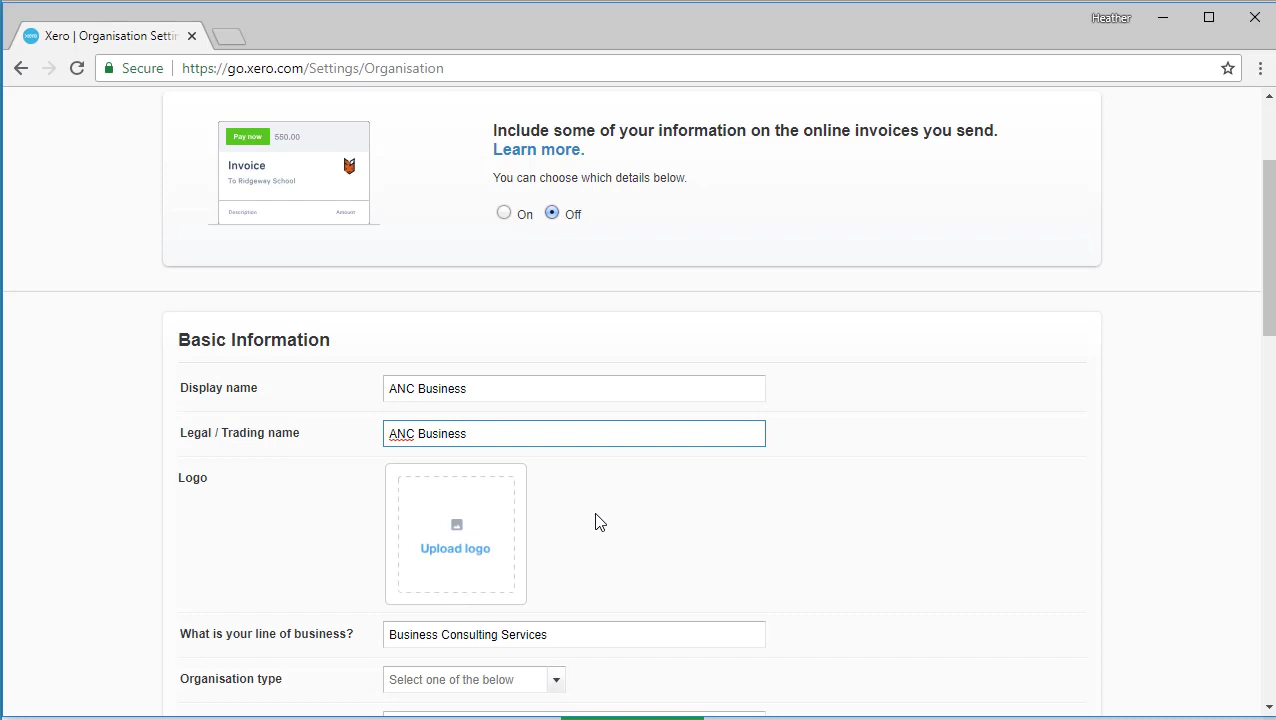 Heather
Xero | Organisation Settin
Secure
https://go.xero.com/Settings/Organisation
Pay now 550.00
Invoice
To Ridgeway School
Description Amount
Include some of your information on the online invoices you send.
Learn more.
You can choose which details below.
On Off
Basic Information
Display name ANC Business
Legal / Trading name ANC Business
Logo
Upload logo
What is your line of business? Business Consulting Services
Organisation type Select one of the below